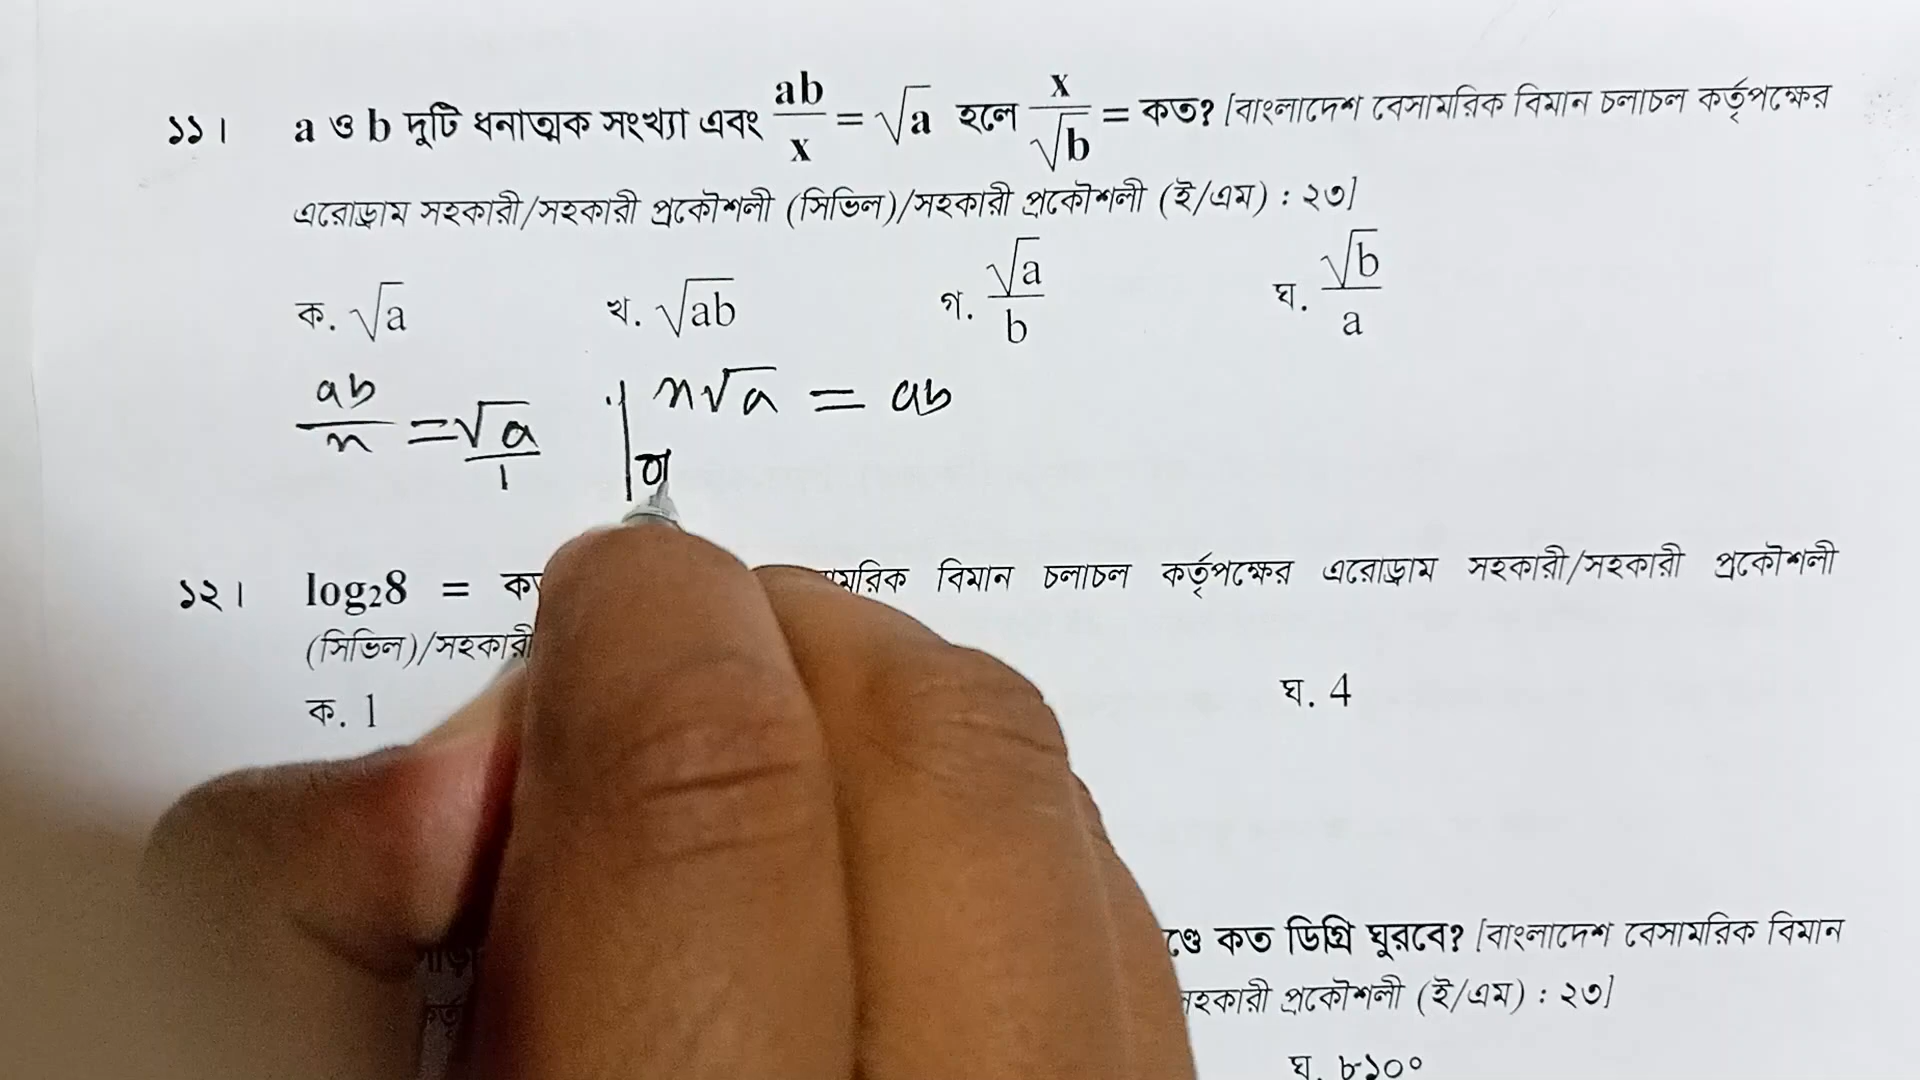 ১১। a ও b দুটি ধনাত্মক সংখ্যা এবং ab/x = √a হলে x/√b = কত? [বাংলাদেশ বেসামরিক বিমান চলাচল কর্তৃপক্ষের
এরোড্রাম সহকারী/সহকারী প্রকৌশলী (সিভিল)/সহকারী প্রকৌশলী (ই/এম) : ২৩]
ক. √a খ. √ab গ. √a/b ঘ. √b/a
ab/x = √a/1 x√a = ab
১২। log₂8 = বিমান চলাচল কর্তৃপক্ষের এরোড্রাম সহকারী/সহকারী প্রকৌশলী
(সিভিল)/সহকারী
ক. 1 ঘ. 4
কত ডিগ্রি ঘুরবে? [বাংলাদেশ বেসামরিক বিমান
প্রকৌশলী (ই/এম) : ২৩]
ঘ. ৮১০°